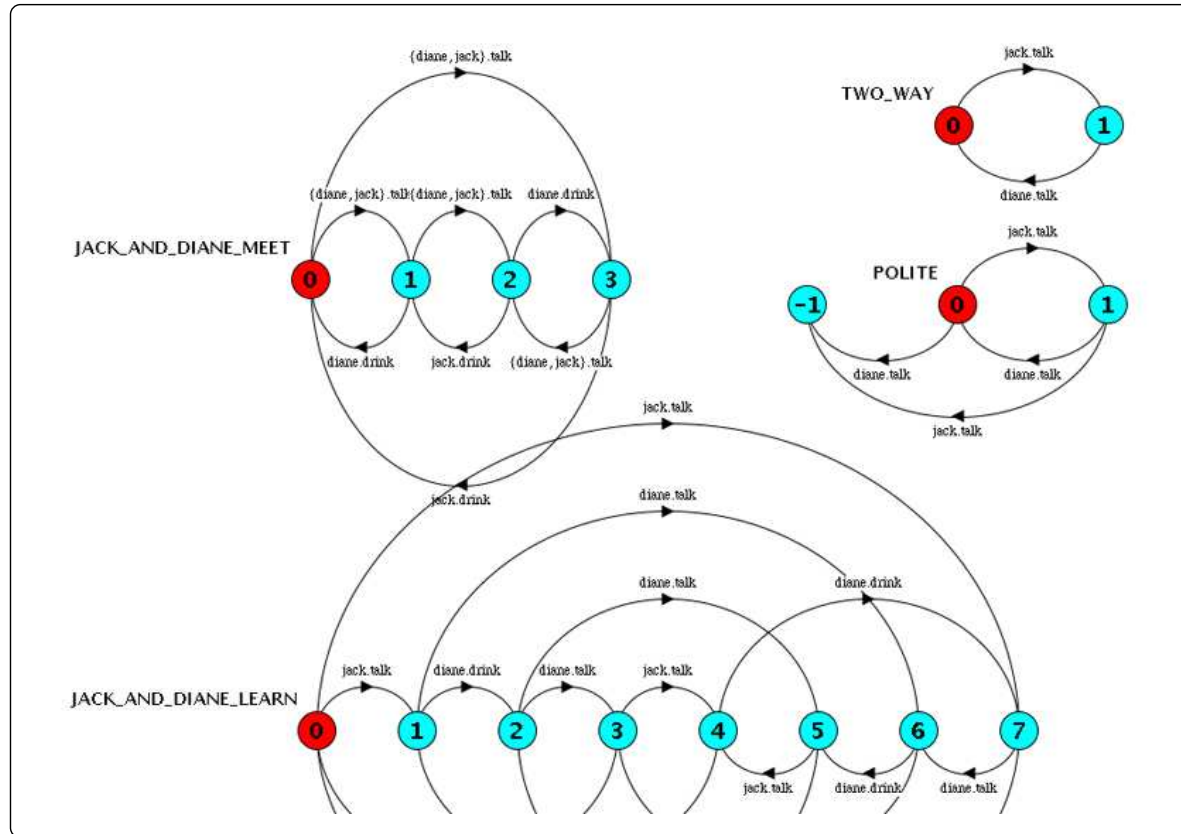 {diane,jack}.talk
{diane,jack}.talk
{diane,jack}.talk
diane.drink
JACK_AND_DIANE_MEET
0
1
2
3
diane.drink
jack.drink
{diane,jack}.talk
jack.drink
jack.talk
TWO_WAY
0
1
diane.talk
jack.talk
POLITE
-1
0
1
diane.talk
diane.talk
jack.talk
jack.talk
diane.talk
diane.talk
diane.drink
jack.talk
diane.drink
diane.talk
jack.talk
JACK_AND_DIANE_LEARN
0
1
2
3
4
5
6
7
jack.talk
diane.drink
diane.talk